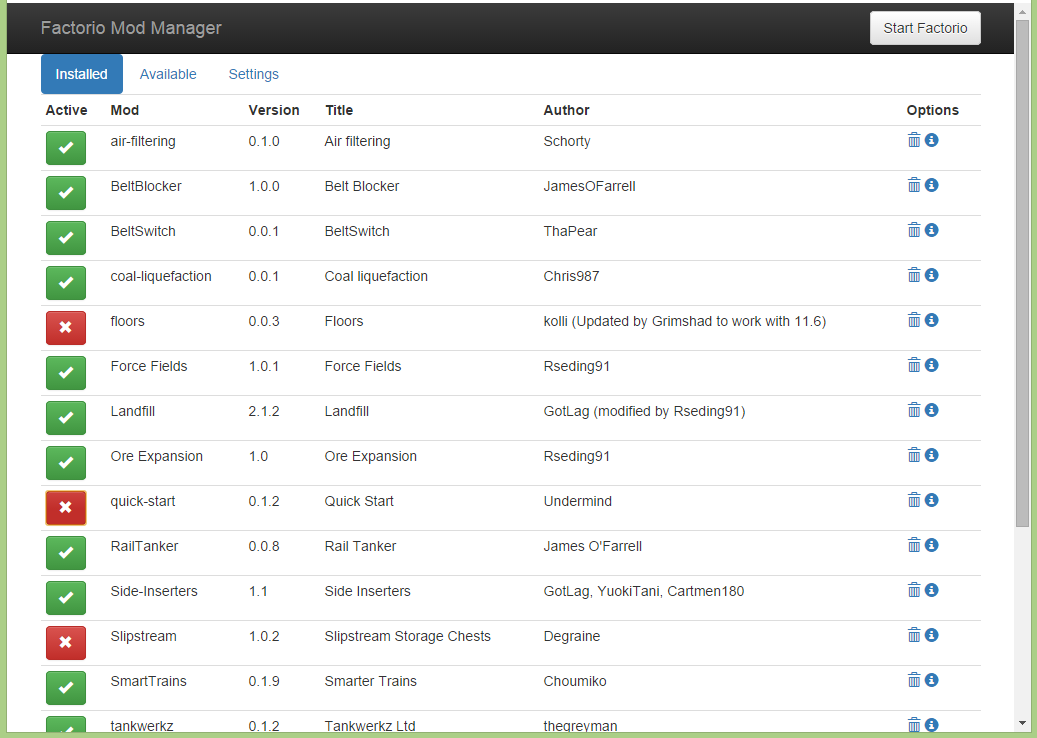 Factorio Mod Manager Start Factorio
Installed Available Settings
Active Mod Version Title Author Options
air-filtering 0.1.0 Air filtering Schorty
BeltBlocker 1.0.0 Belt Blocker JamesOFarrell
BeltSwitch 0.0.1 BeltSwitch ThaPear
coal-liquefaction 0.0.1 Coal liquefaction Chris987
floors 0.0.3 Floors kolli (Updated by Grimshad to work with 11.6)
Force Fields 1.0.1 Force Fields Rseding91
Landfill 2.1.2 Landfill GotLag (modified by Rseding91)
Ore Expansion 1.0 Ore Expansion Rseding91
quick-start 0.1.2 Quick Start Undermind
RailTanker 0.0.8 Rail Tanker James O'Farrell
Side-Inserters 1.1 Side Inserters GotLag, YuokiTani, Cartmen180
Slipstream 1.0.2 Slipstream Storage Chests Degraine
SmartTrains 0.1.9 Smarter Trains Choumiko
tankwerkz 0.1.2 Tankwerkz Ltd thegreyman